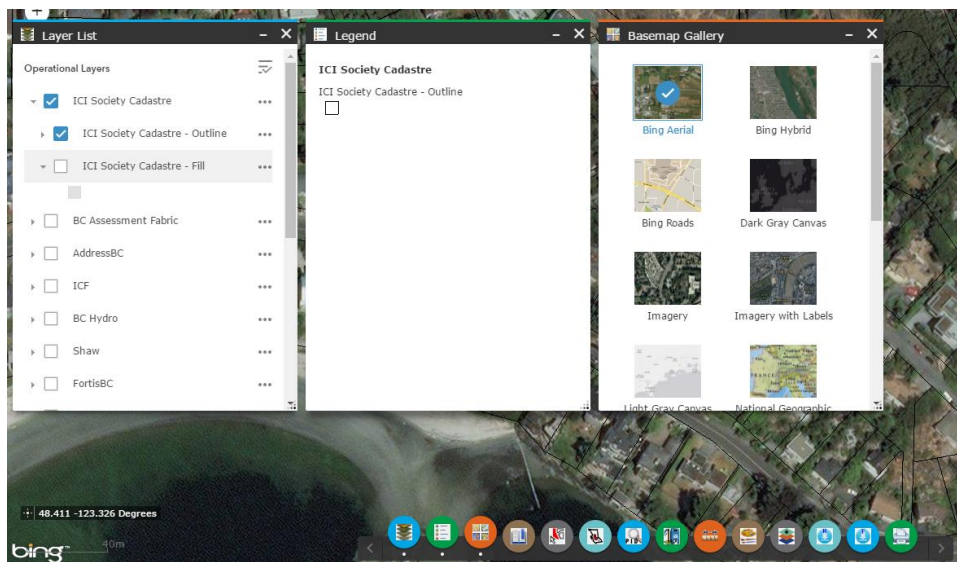 Layer List
Operational Layers
ICI Society Cadastre
ICI Society Cadastre - Outline
ICI Society Cadastre - Fill
BC Assessment Fabric
AddressBC
ICF
BC Hydro
Shaw
FortisBC
Legend
ICI Society Cadastre
ICI Society Cadastre - Outline
Basemap Gallery
Bing Aerial
Bing Hybrid
Bing Roads
Dark Gray Canvas
Imagery
Imagery with Labels
Light Gray Canvas
National Geographic
48.411 -123.326 Degrees
40m
bing